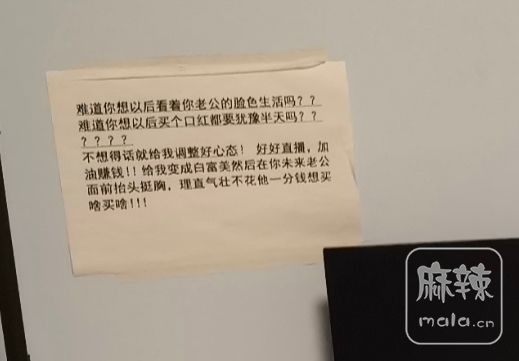 难道你想以后看着你老公的脸色生活吗？？
难道你想以后买个口红都要犹豫半天吗？？
？？？？
不想得话就给我调整好心态！ 好好直播，加
油赚钱!! 给我变成白富美然后在你未来老公
面前抬头挺胸，理直气壮不花他一分钱想买
啥买啥!!!
麻辣
mala.cn